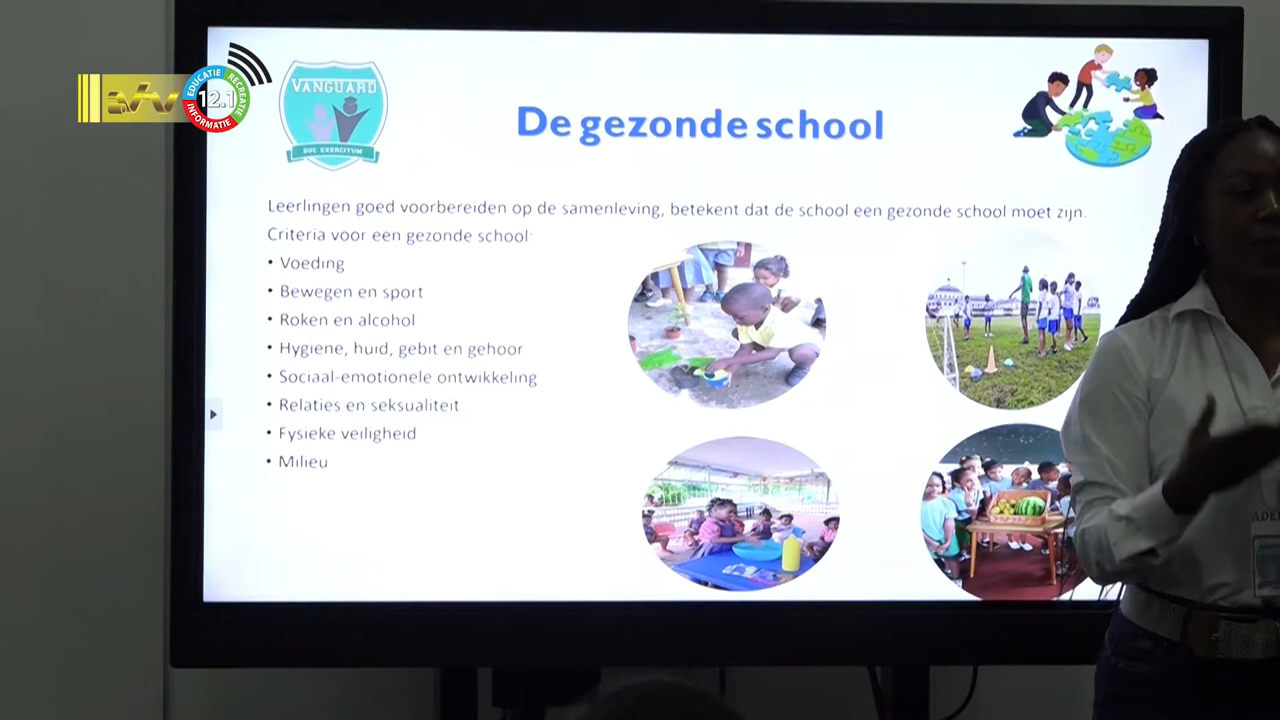 EDUCATIE
RECREATIE
INFORMATIE
12.1
VANGUARD
DUC EXERCITUM
De gezonde school
Leerlingen goed voorbereiden op de samenleving, betekent dat de school een gezonde school moet zijn.
Criteria voor een gezonde school:
• Voeding
• Bewegen en sport
• Roken en alcohol
• Hygiene, huid, gebit en gehoor
• Sociaal-emotionele ontwikkeling
• Relaties en seksualiteit
• Fysieke veiligheid
• Milieu